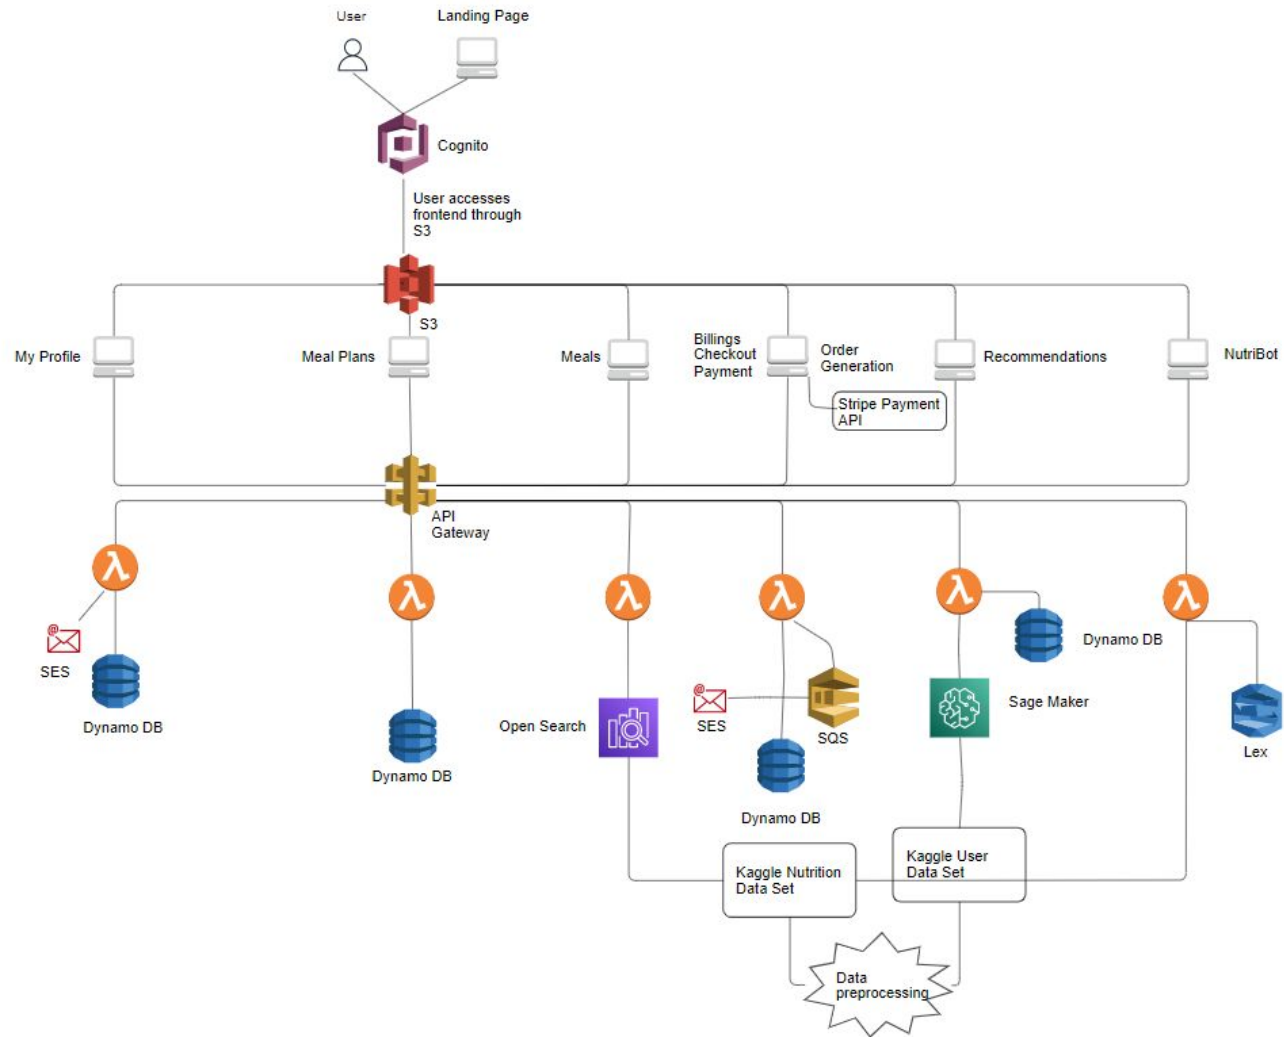 User
Landing Page
Cognito
User accesses
frontend through
S3
S3
My Profile
Meal Plans
Meals
Billings
Checkout
Payment
Order
Generation
Recommendations
NutriBot
Stripe Payment
API
API
Gateway
λ
λ
λ
λ
λ
λ
@
SES
Dynamo DB
Dynamo DB
Open Search
@
SES
SQS
Dynamo DB
Dynamo DB
Sage Maker
Lex
Kaggle Nutrition
Data Set
Kaggle User
Data Set
Data
preprocessing